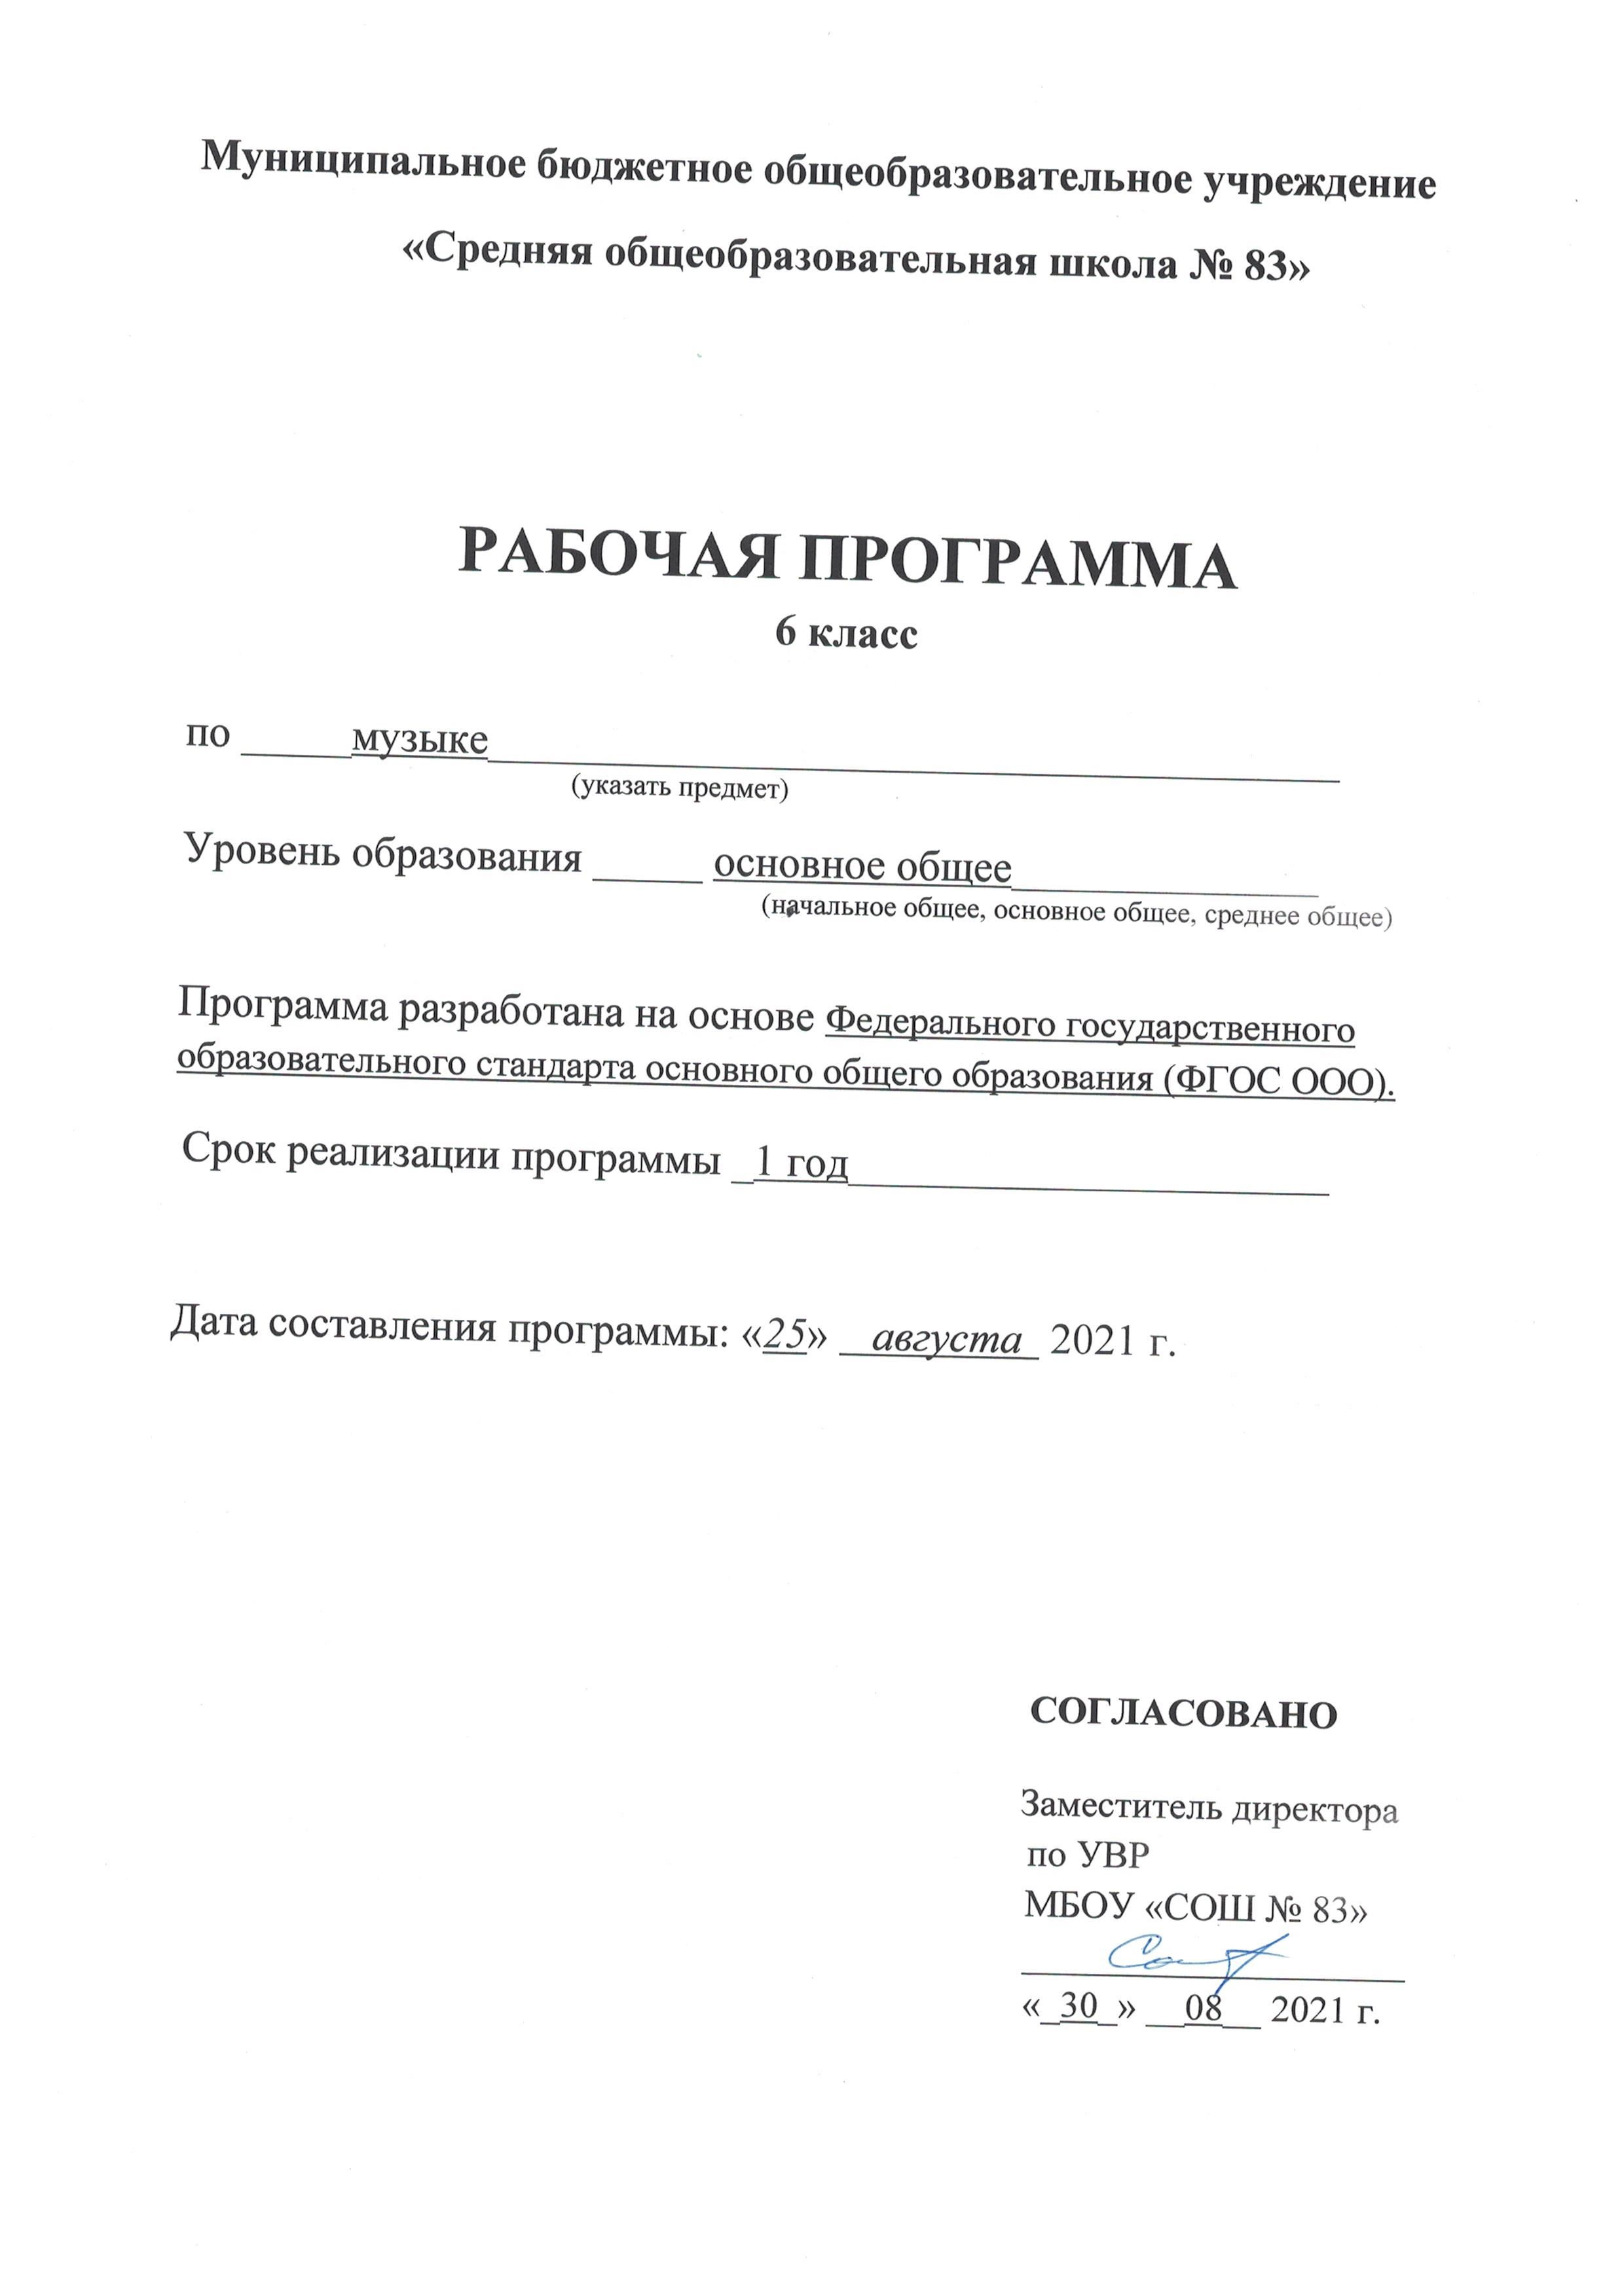 Муниципальное бюджетное общеобразовательное учреждение
«Средняя общеобразовательная школа № 83»
РАБОЧАЯ ПРОГРАММА
6 класс
по ______музыке______
(указать предмет)
Уровень образования ______ основное общее______
(начальное общее, основное общее, среднее общее)
Программа разработана на основе Федерального государственного
образовательного стандарта основного общего образования (ФГОС ООО).
Срок реализации программы _1 год______
Дата составления программы: «25» __августа_ 2021 г.
СОГЛАСОВАНО
Заместитель директора
по УВР
МБОУ «СОШ № 83»
«_30_» __08__ 2021 г.